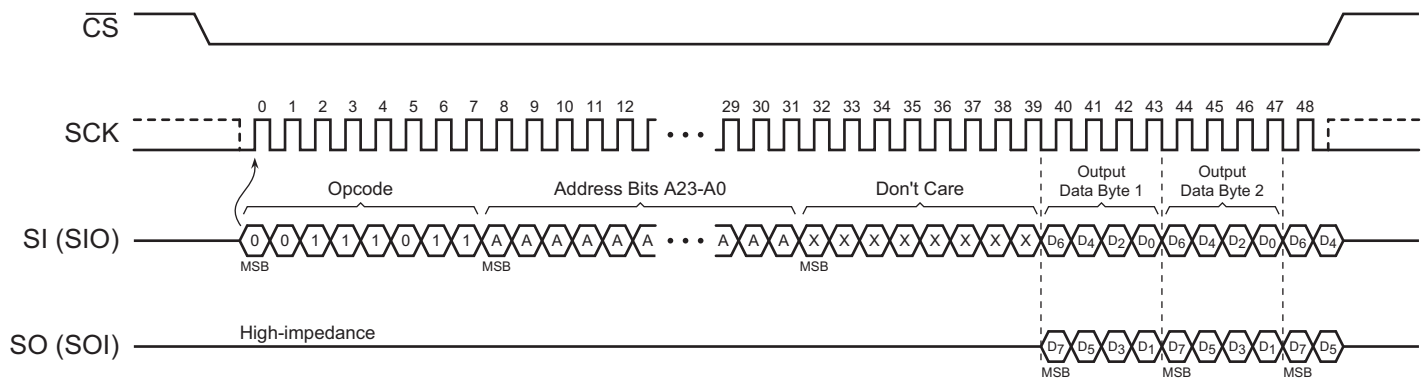 CS
0 1 2 3 4 5 6 7 8 9 10 11 12 29 30 31 32 33 34 35 36 37 38 39 40 41 42 43 44 45 46 47 48
SCK
Opcode Address Bits A23-A0 Don't Care Output Data Byte 1 Output Data Byte 2
SI (SIO) 0 0 1 1 1 0 1 1 A A A A A A • • • A A A X X X X X X X X D6 D4 D2 D0 D6 D4 D2 D0 D6 D4
MSB MSB MSB
High-impedance
SO (SOI) D7 D5 D3 D1 D7 D5 D3 D1 D7 D5
MSB MSB MSB